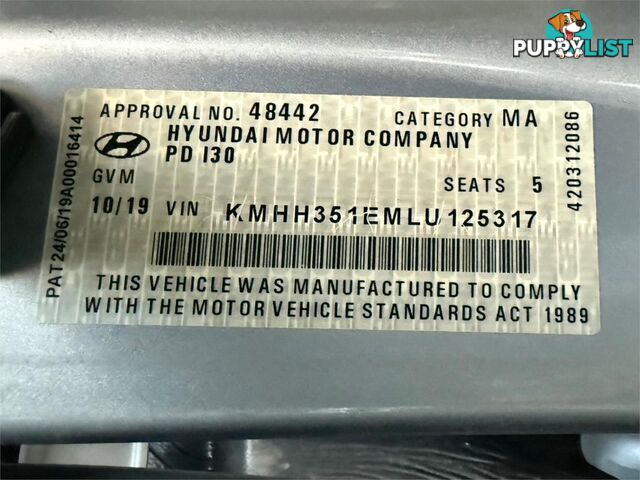 PUPPYLIST
APPROVAL NO. 48442 CATEGORY MA
HYUNDAI MOTOR COMPANY
PD I30
GVM SEATS 5
10/19 VIN KMHH351EMLU125317
THIS VEHICLE WAS MANUFACTURED TO COMPLY
WITH THE MOTOR VEHICLE STANDARDS ACT 1989
PAT24/06/19A00016414
420312086